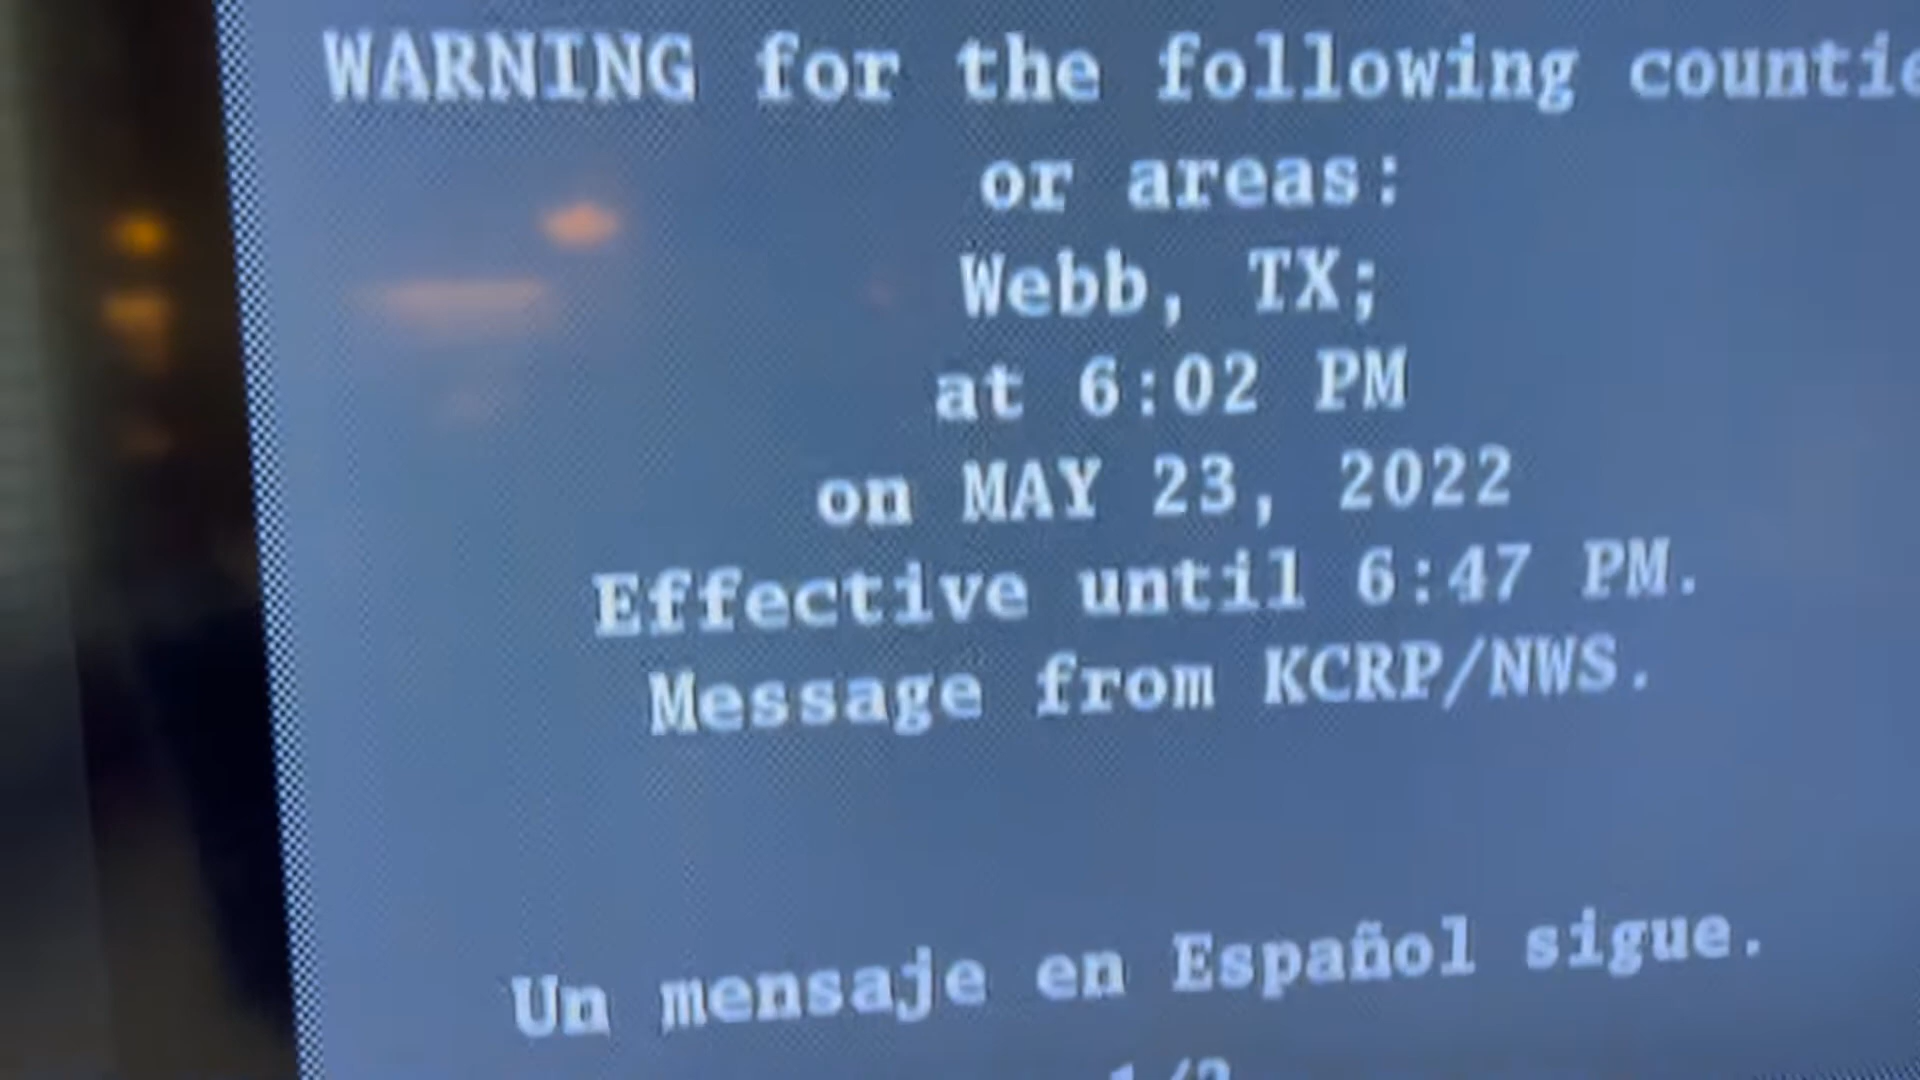 WARNING for the following countie
or areas:
Webb, TX;
at 6:02 PM
on MAY 23, 2022
Effective until 6:47 PM.
Message from KCRP/NWS.
Un mensaje en Español sigue.